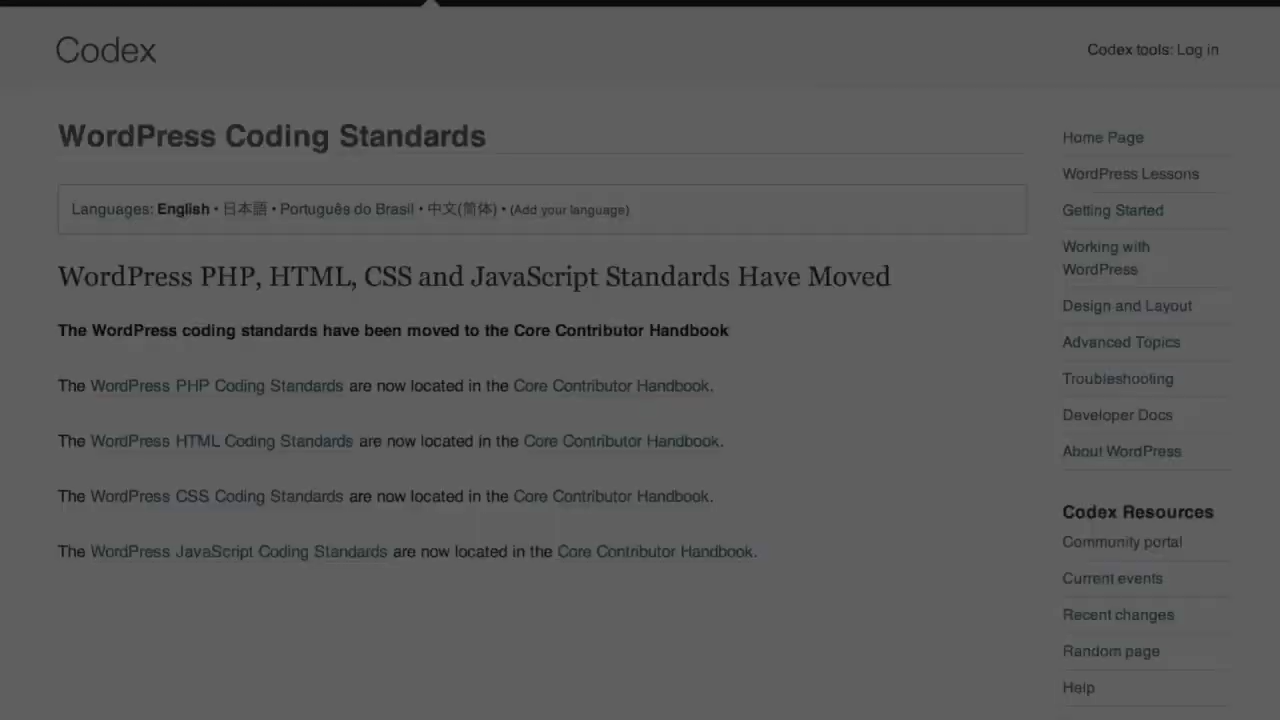 Codex
Codex tools: Log in
WordPress Coding Standards
Languages: English • 日本語 • Português do Brasil • 中文(简体) • (Add your language)
WordPress PHP, HTML, CSS and JavaScript Standards Have Moved
The WordPress coding standards have been moved to the Core Contributor Handbook
The WordPress PHP Coding Standards are now located in the Core Contributor Handbook.
The WordPress HTML Coding Standards are now located in the Core Contributor Handbook.
The WordPress CSS Coding Standards are now located in the Core Contributor Handbook.
The WordPress JavaScript Coding Standards are now located in the Core Contributor Handbook.
Home Page
WordPress Lessons
Getting Started
Working with
WordPress
Design and Layout
Advanced Topics
Troubleshooting
Developer Docs
About WordPress
Codex Resources
Community portal
Current events
Recent changes
Random page
Help